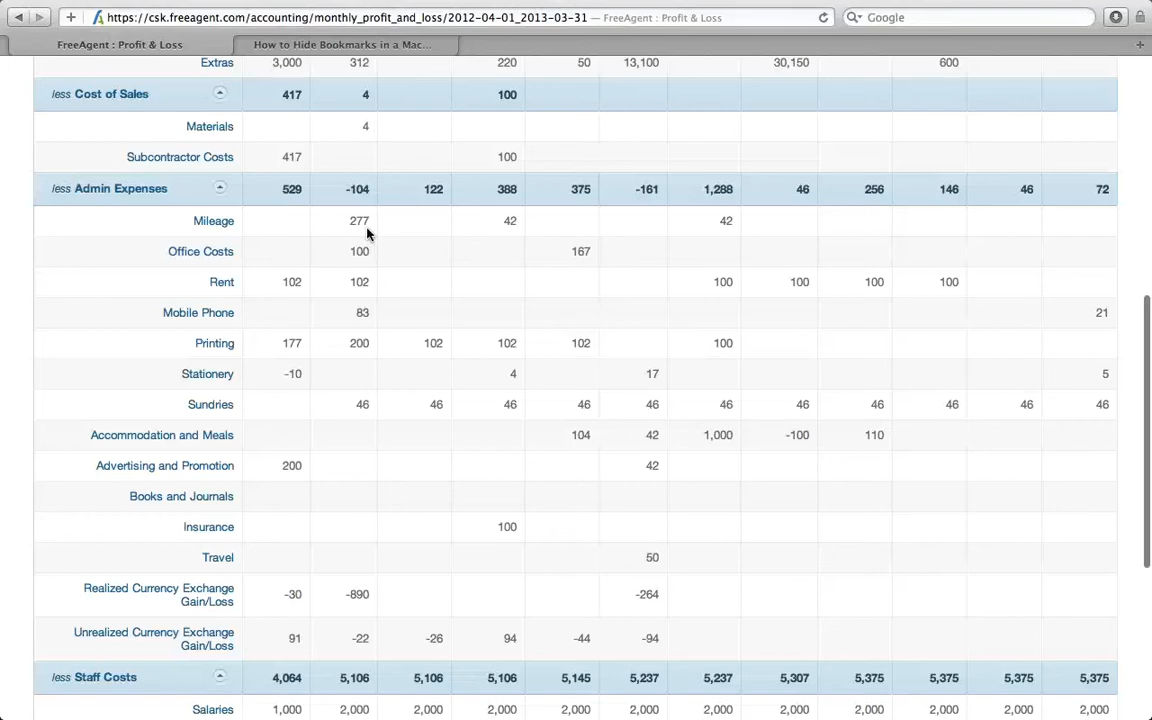 https://csk.freeagent.com/accounting/monthly_profit_and_loss/2012-04-01_2013-03-31 — FreeAgent : Profit & Loss
Google
FreeAgent : Profit & Loss
How to Hide Bookmarks in a Mac...
Extras 3,000 312 220 50 13,100 30,150 600
less Cost of Sales 417 4 100
Materials 4
Subcontractor Costs 417 100
less Admin Expenses 529 -104 122 388 375 -161 1,288 46 256 146 46 72
Mileage 277 42 42
Office Costs 100 167
Rent 102 102 100 100 100 100
Mobile Phone 83 21
Printing 177 200 102 102 102 100
Stationery -10 4 17 5
Sundries 46 46 46 46 46 46 46 46 46 46 46
Accommodation and Meals 104 42 1,000 -100 110
Advertising and Promotion 200 42
Books and Journals
Insurance 100
Travel 50
Realized Currency Exchange
Gain/Loss -30 -890 -264
Unrealized Currency Exchange
Gain/Loss 91 -22 -26 94 -44 -94
less Staff Costs 4,064 5,106 5,106 5,106 5,145 5,237 5,237 5,307 5,375 5,375 5,375 5,375
Salaries 1,000 2,000 2,000 2,000 2,000 2,000 2,000 2,000 2,000 2,000 2,000 2,000